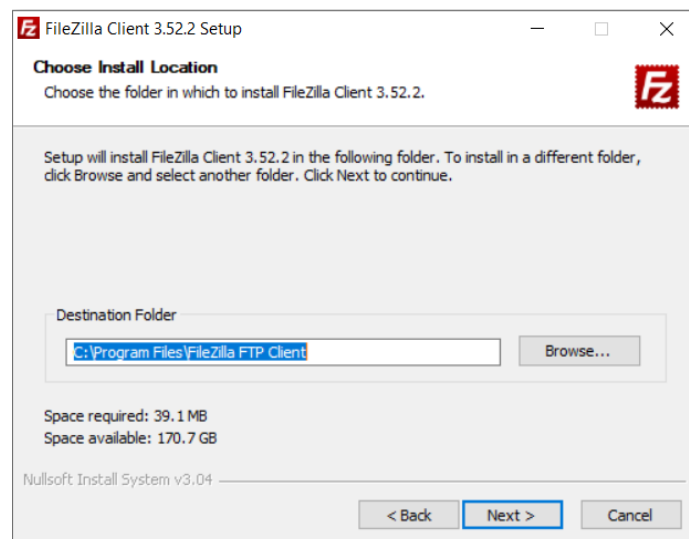 FileZilla Client 3.52.2 Setup
Choose Install Location
Choose the folder in which to install FileZilla Client 3.52.2.
Fz
Setup will install FileZilla Client 3.52.2 in the following folder. To install in a different folder,
click Browse and select another folder. Click Next to continue.
Destination Folder
C:\Program Files\FileZilla FTP Client
Browse...
Space required: 39.1 MB
Space available: 170.7 GB
Nullsoft Install System v3.04
< Back
Next >
Cancel